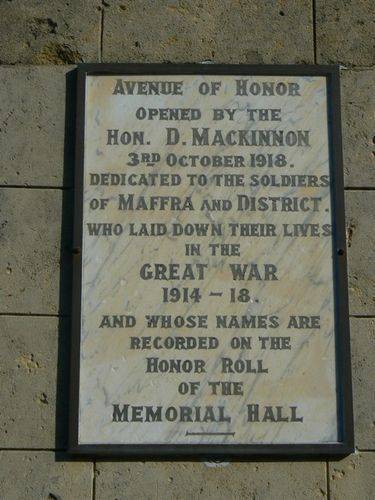 Avenue of Honor
Opened by the
Hon. D. Mackinnon
3rd October 1918.
Dedicated to the Soldiers
of Maffra and District.
who laid down their lives
in the
Great War
1914 - 18.
and whose names are
recorded on the
Honor Roll
of the
Memorial Hall